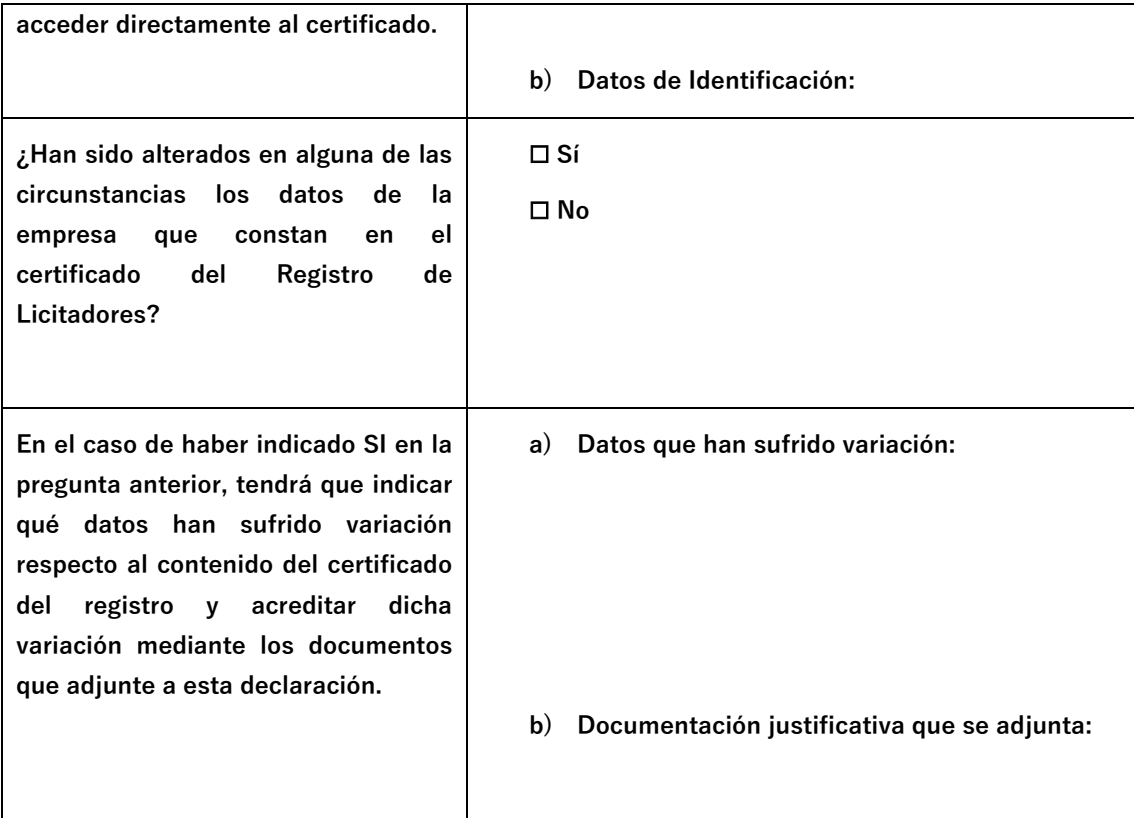 acceder directamente al certificado.
b) Datos de Identificación:
¿Han sido alterados en alguna de las
circunstancias los datos de la
empresa que constan en el
certificado del Registro de
Licitadores?
☐ Sí
☐ No
En el caso de haber indicado SI en la
pregunta anterior, tendrá que indicar
qué datos han sufrido variación
respecto al contenido del certificado
del registro y acreditar dicha
variación mediante los documentos
que adjunte a esta declaración.
a) Datos que han sufrido variación:
b) Documentación justificativa que se adjunta: